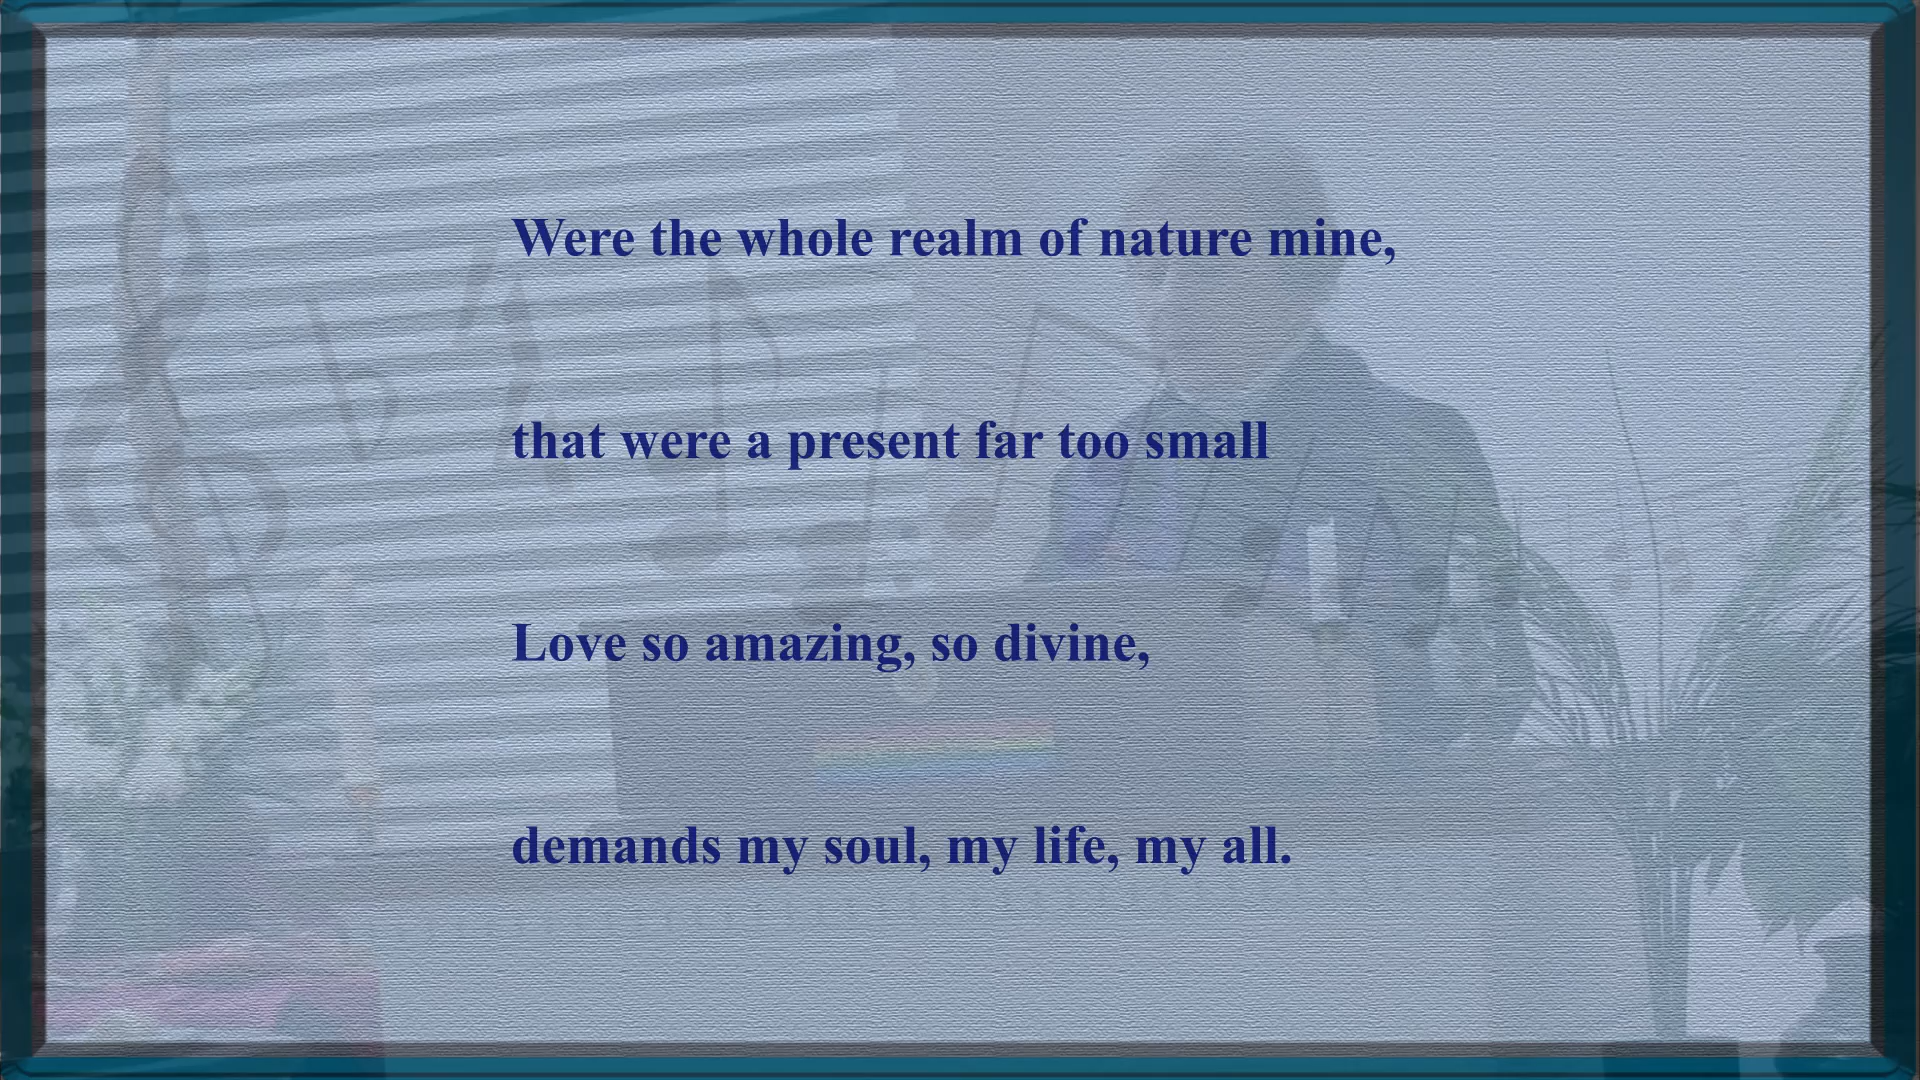 Were the whole realm of nature mine,
that were a present far too small
Love so amazing, so divine,
demands my soul, my life, my all.